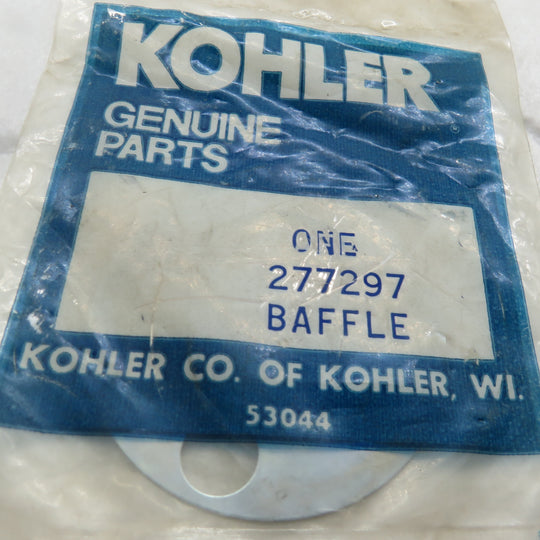 KOHLER
GENUINE
PARTS
ONE
277297
BAFFLE
KOHLER CO. OF KOHLER, WI.
53044